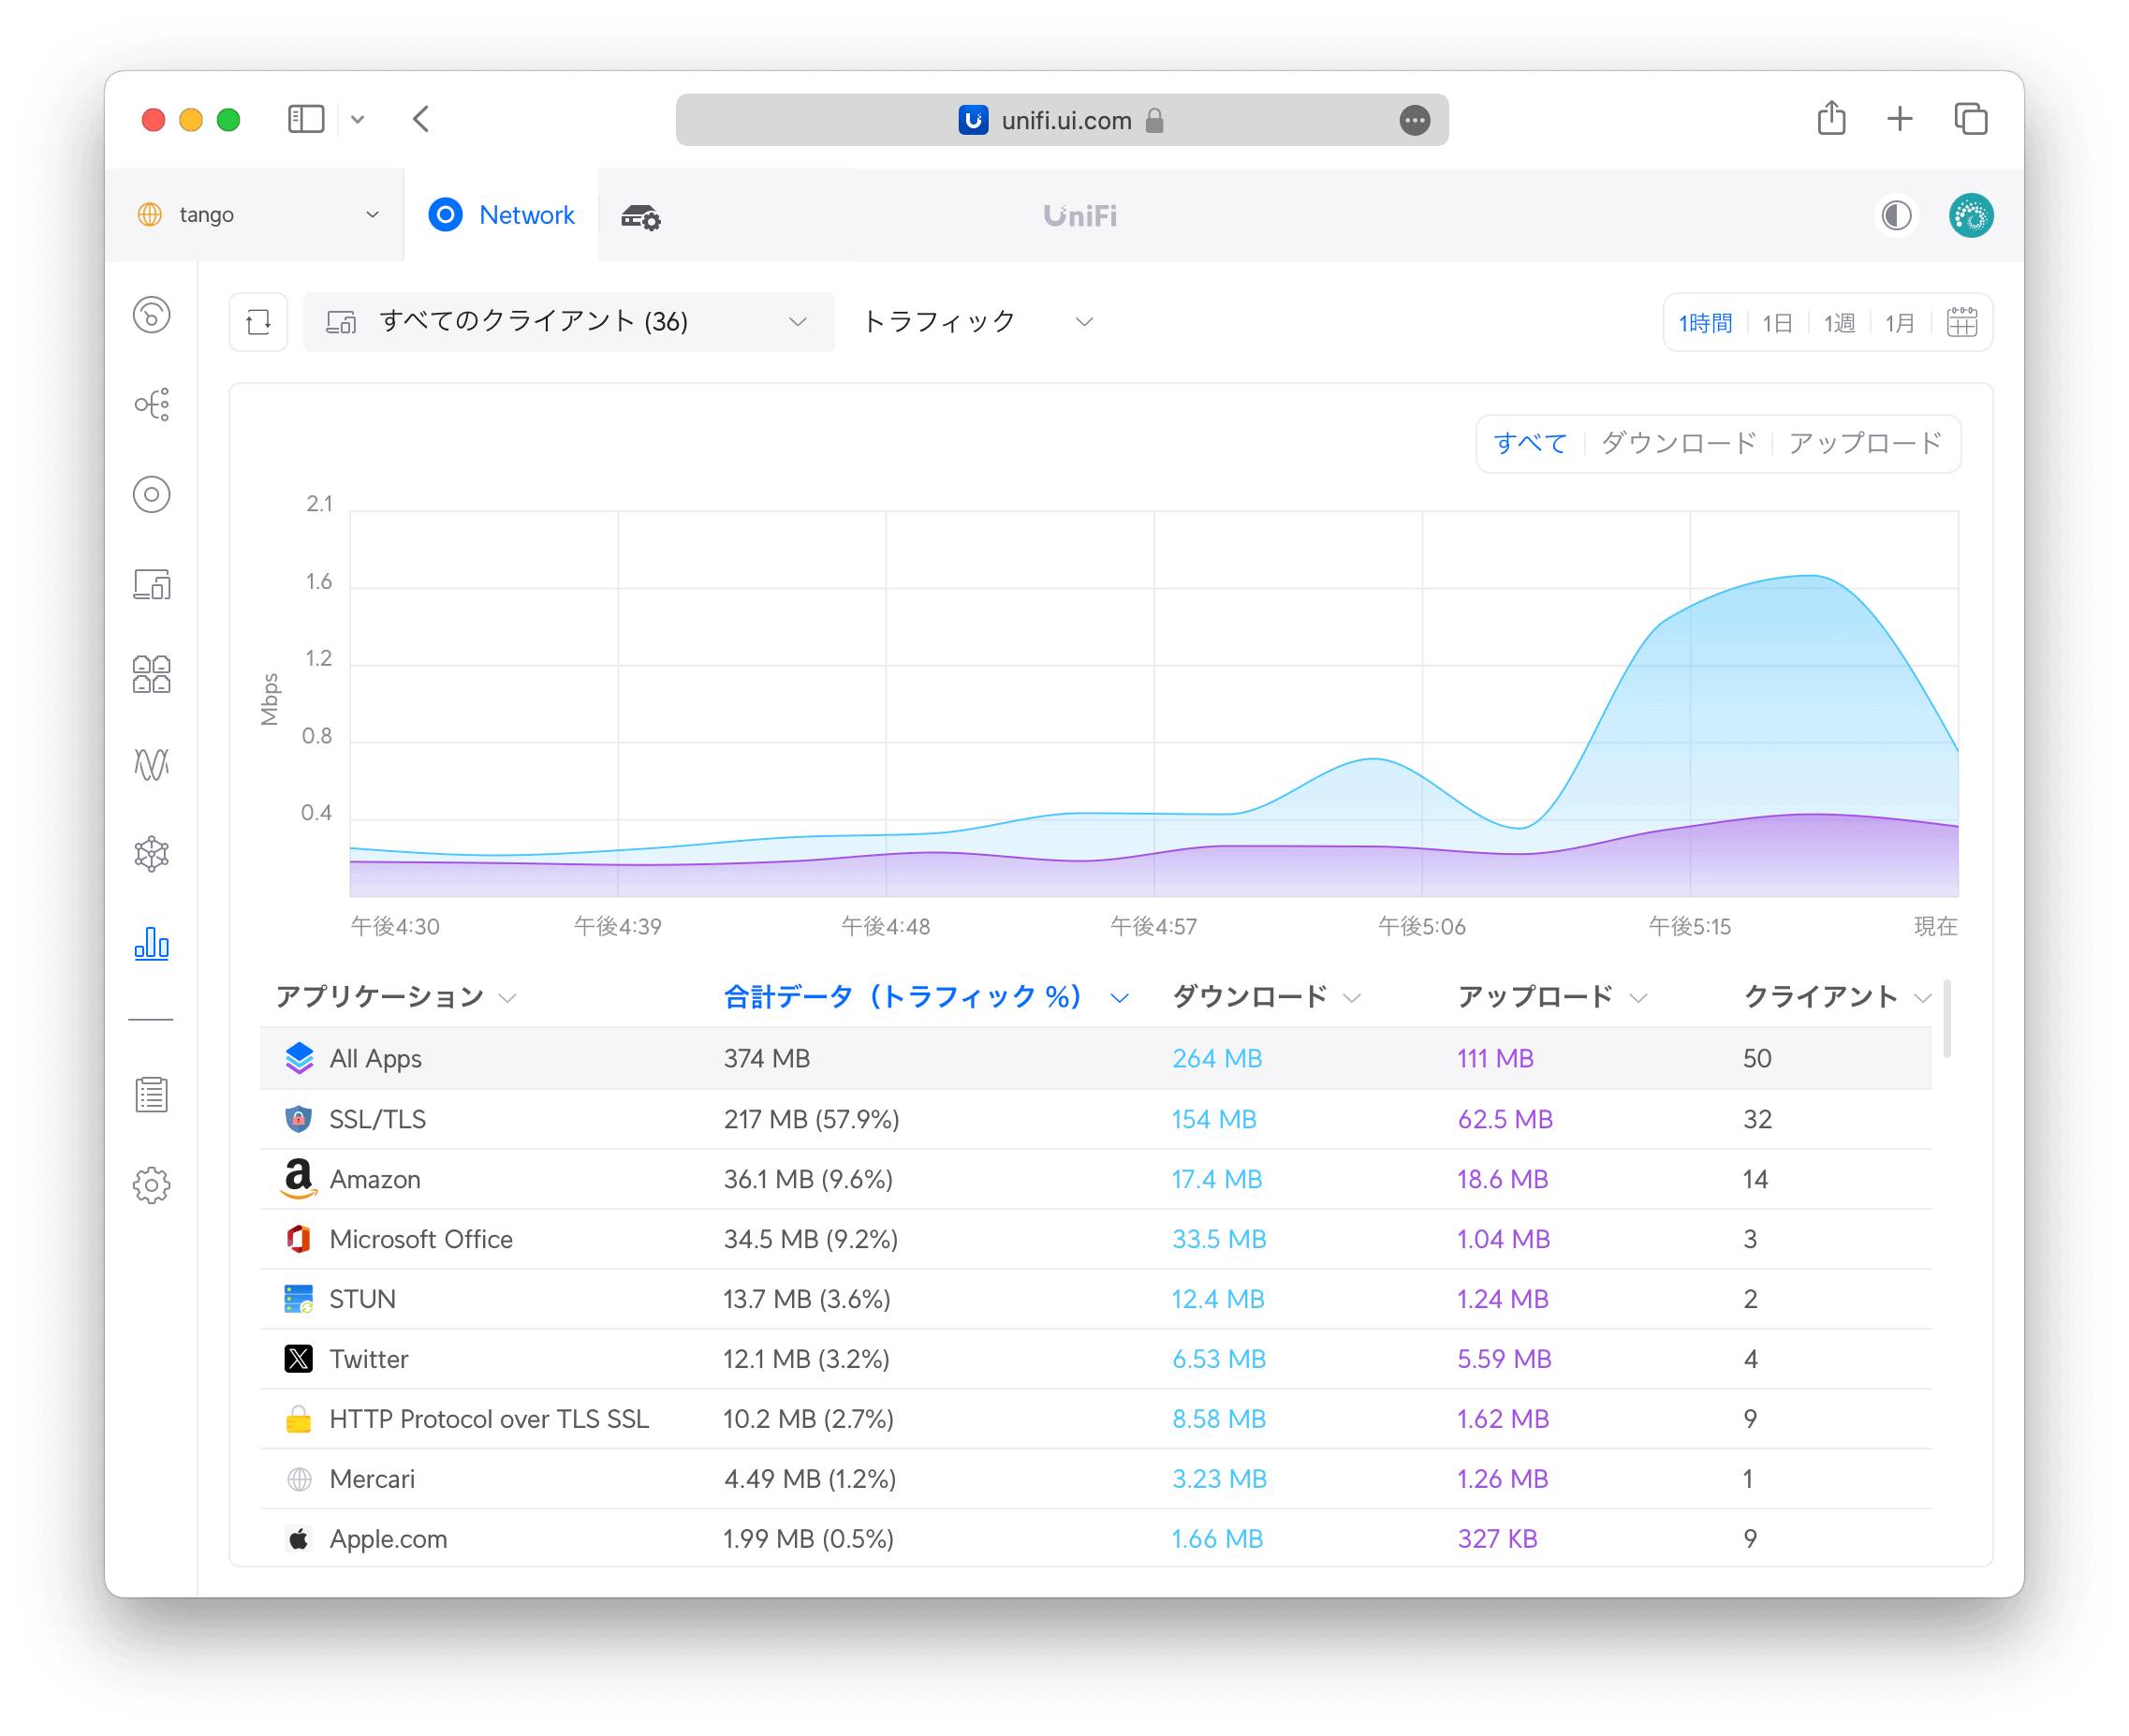 unifi.ui.com
tango
Network
UniFi
すべてのクライアント (36)
トラフィック
1時間
1日
1週
1月
すべて
ダウンロード
アップロード
Mbps
2.1
1.6
1.2
0.8
0.4
午後4:30
午後4:39
午後4:48
午後4:57
午後5:06
午後5:15
現在
アプリケーション 合計データ（トラフィック %） ダウンロード アップロード クライアント
All Apps 374 MB 264 MB 111 MB 50
SSL/TLS 217 MB (57.9%) 154 MB 62.5 MB 32
Amazon 36.1 MB (9.6%) 17.4 MB 18.6 MB 14
Microsoft Office 34.5 MB (9.2%) 33.5 MB 1.04 MB 3
STUN 13.7 MB (3.6%) 12.4 MB 1.24 MB 2
Twitter 12.1 MB (3.2%) 6.53 MB 5.59 MB 4
HTTP Protocol over TLS SSL 10.2 MB (2.7%) 8.58 MB 1.62 MB 9
Mercari 4.49 MB (1.2%) 3.23 MB 1.26 MB 1
Apple.com 1.99 MB (0.5%) 1.66 MB 327 KB 9